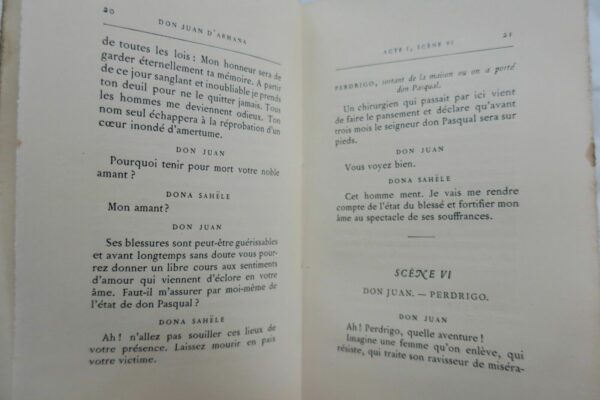 20
DON JUAN D'ARMANA
de toutes les lois : Mon honneur sera de
garder éternellement ta mémoire. A partir
de ce jour sanglant et inoubliable je prends
ton deuil pour ne le quitter jamais. Tous
les hommes me deviennent odieux. Ton
nom seul échappera à la réprobation d'un
cœur inondé d'amertume.
DON JUAN
Pourquoi tenir pour mort votre noble
amant ?
DONA SAHÈLE
Mon amant ?
DON JUAN
Ses blessures sont peut-être guérissables
et avant longtemps sans doute vous pour-
rez donner un libre cours aux sentiments
d'amour qui viennent d'éclore en votre
âme. Faut-il m'assurer par moi-même de
l'état de don Pasqual ?
DONA SAHÈLE
Ah ! n'allez pas souiller ces lieux de
votre présence. Laissez mourir en paix
votre victime.
ACTE I, SCÈNE VI
21
PERDRIGO, sortant de la maison ou on a porté
don Pasqual.
Un chirurgien qui passait par ici vient
de faire le pansement et déclare qu'avant
trois mois le seigneur don Pasqual sera sur
pieds.
DON JUAN
Vous voyez bien.
DONA SAHÈLE
Cet homme ment. Je vais me rendre
compte de l'état du blessé et fortifier mon
âme au spectacle de ses souffrances.
SCÈNE VI
DON JUAN. — PERDRIGO.
DON JUAN
Ah ! Perdrigo, quelle aventure !
Imagine une femme qu'on enlève, qui
résiste, qui traite son ravisseur de miséra-